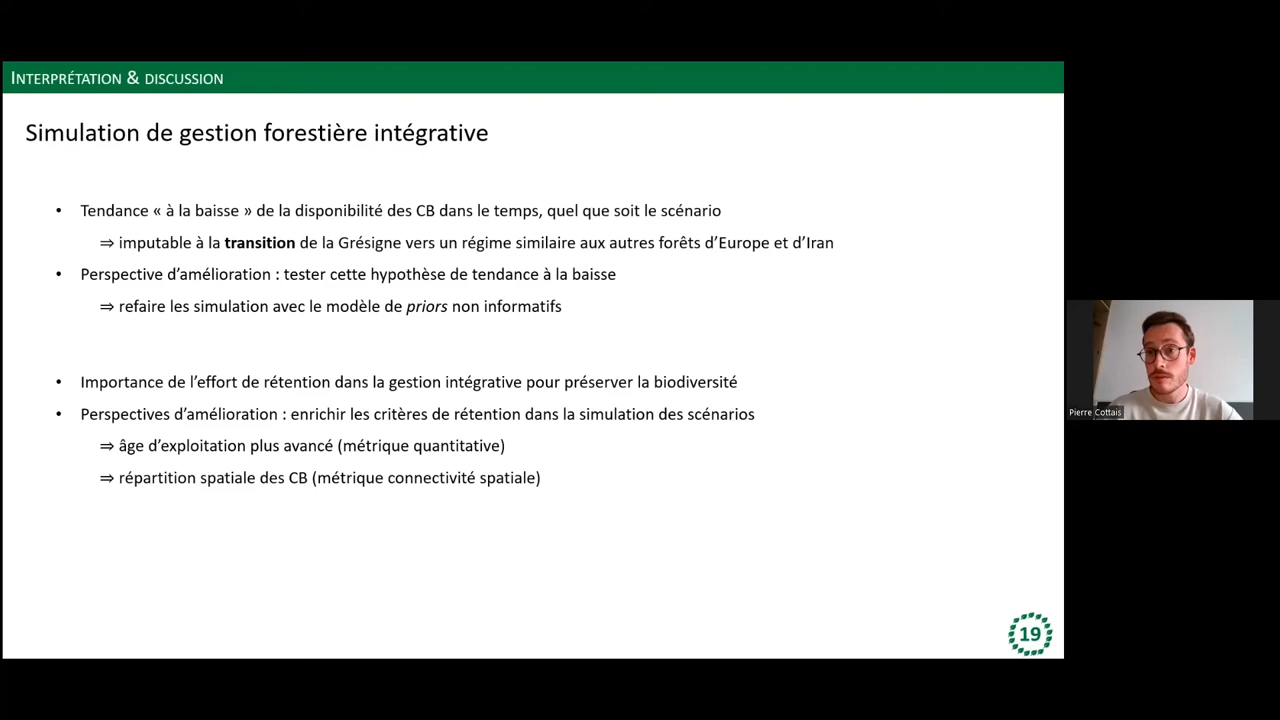 INTERPRÉTATION & DISCUSSION
Simulation de gestion forestière intégrative
• Tendance « à la baisse » de la disponibilité des CB dans le temps, quel que soit le scénario
⇒ imputable à la transition de la Grésigne vers un régime similaire aux autres forêts d’Europe et d’Iran
• Perspective d’amélioration : tester cette hypothèse de tendance à la baisse
⇒ refaire les simulation avec le modèle de priors non informatifs
• Importance de l’effort de rétention dans la gestion intégrative pour préserver la biodiversité
• Perspectives d’amélioration : enrichir les critères de rétention dans la simulation des scénarios
⇒ âge d’exploitation plus avancé (métrique quantitative)
⇒ répartition spatiale des CB (métrique connectivité spatiale)
19
Pierre Cottais